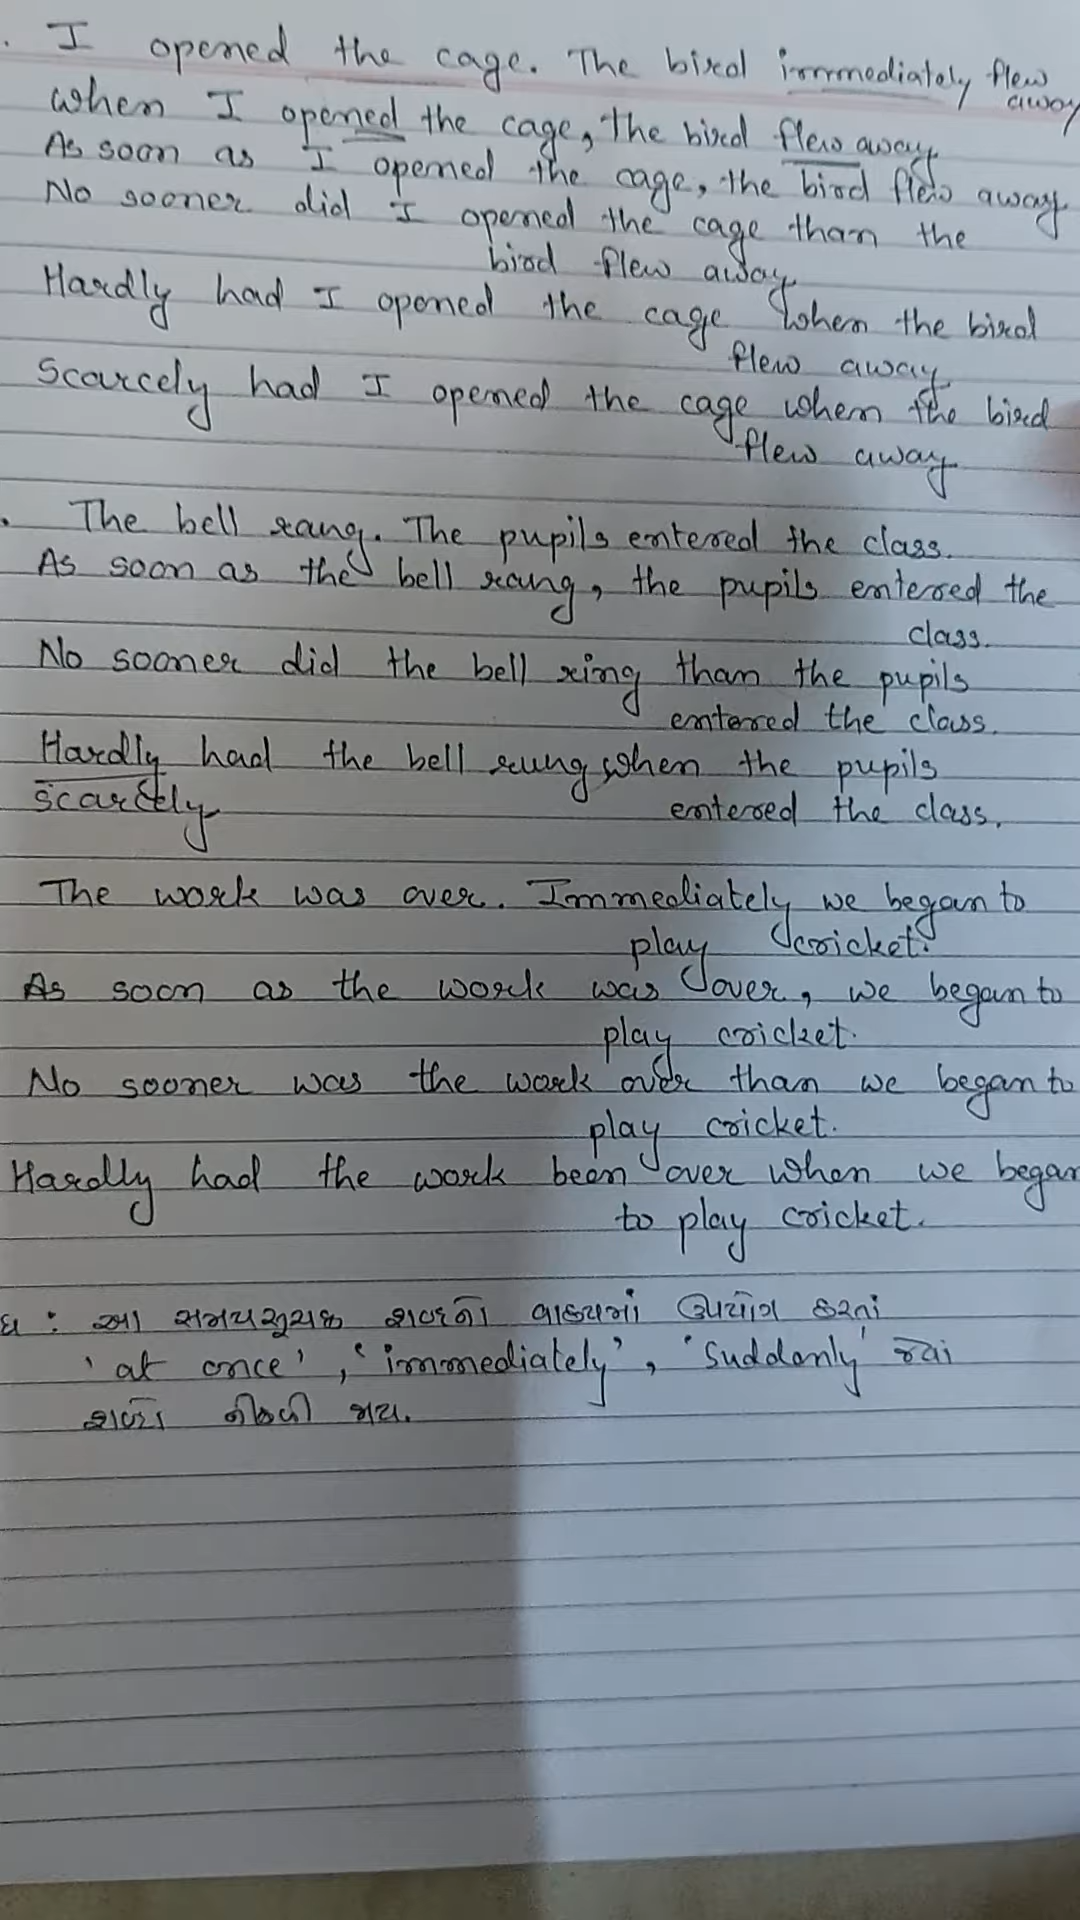 . I opened the cage. The bird immediately flew
away
when I opened the cage, the bird flew away
As soon as I opened the cage, the bird flew away
No sooner did I opened the cage than the
bird flew away
Hardly had I opened the cage when the bird
flew away
Scarcely had I opened the cage when the bird
flew away
. The bell rang. The pupils entered the class.
As soon as the bell rang, the pupils entered the
class.
No sooner did the bell ring than the pupils
entered the class.
Hardly had the bell rung when the pupils
scarcely
entered the class.
The work was over. Immediately we began to
play cricket.
As soon as the work was over, we began to
play cricket.
No sooner was the work over than we began to
play cricket.
Hardly had the work been over when we began
to play cricket.
ધ : આ સમયસૂચક શબ્દનો વાક્યમાં ઉપયોગ કરતાં
'at once', 'immediately', 'Suddenly' જેવાં
શબ્દો નીકળી જાય.